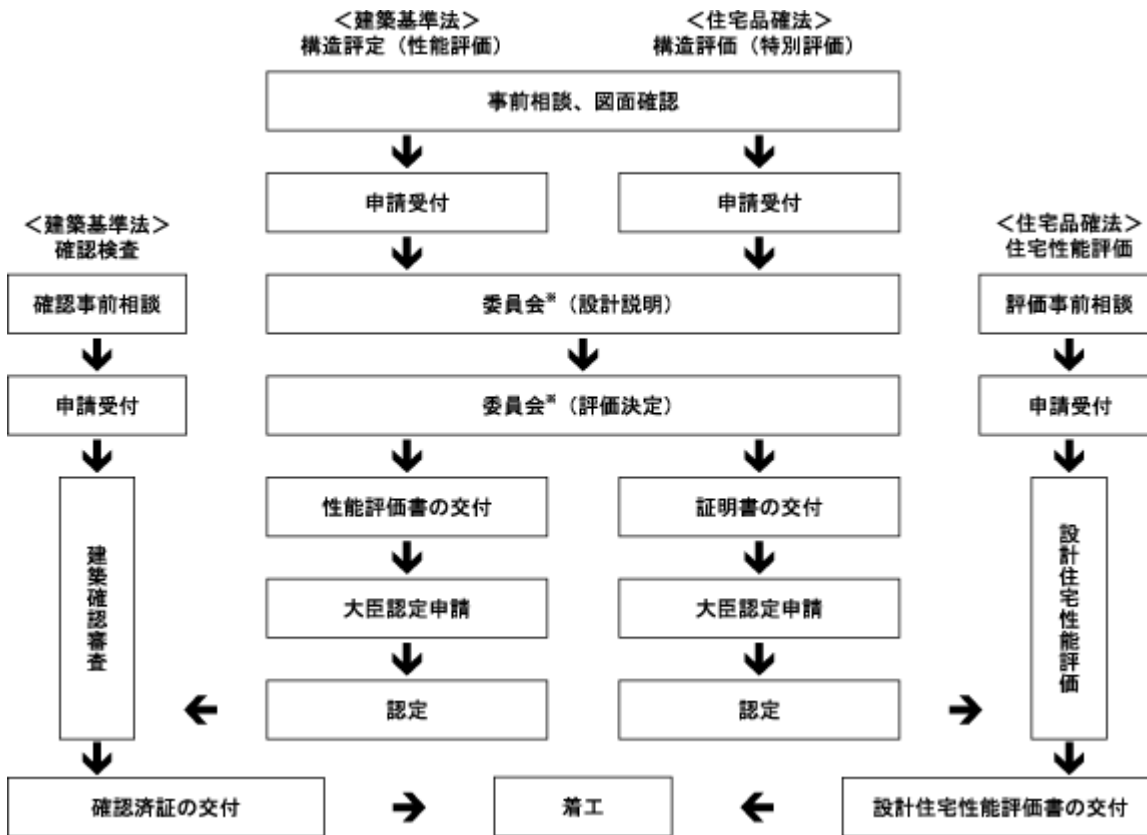 ＜建築基準法＞
構造評定（性能評価）
＜住宅品確法＞
構造評価（特別評価）
事前相談、図面確認
申請受付
申請受付
＜建築基準法＞
確認検査
＜住宅品確法＞
住宅性能評価
確認事前相談
委員会※（設計説明）
評価事前相談
申請受付
委員会※（評価決定）
申請受付
建築確認審査
性能評価書の交付
証明書の交付
設計住宅性能評価
大臣認定申請
大臣認定申請
認定
認定
確認済証の交付
着工
設計住宅性能評価書の交付